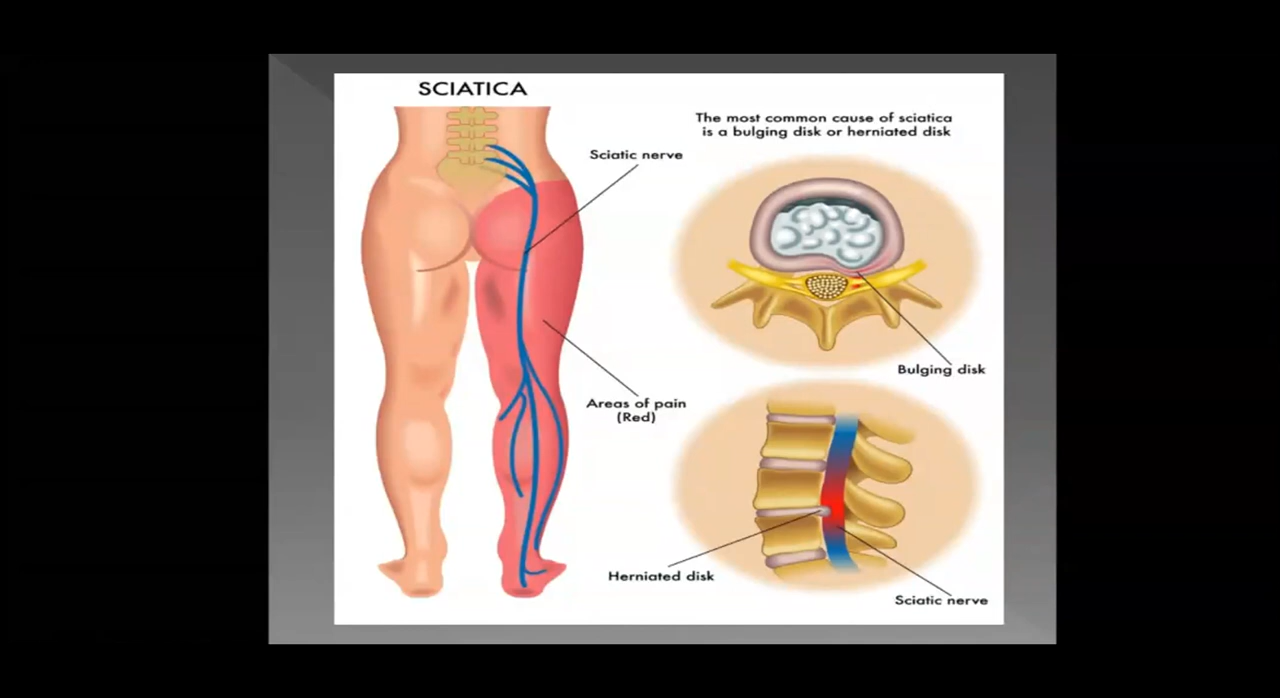 SCIATICA
The most common cause of sciatica
is a bulging disk or herniated disk
Sciatic nerve
Bulging disk
Areas of pain
(Red)
Herniated disk
Sciatic nerve